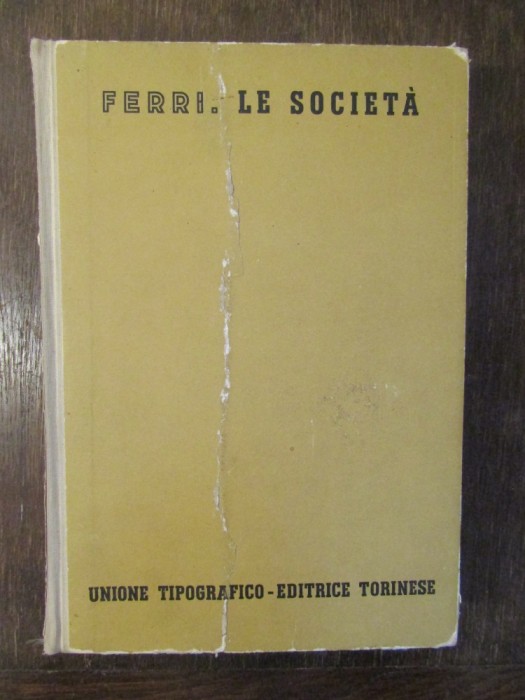 FERRI. LE SOCIETÀ
UNIONE TIPOGRAFICO-EDITRICE TORINESE